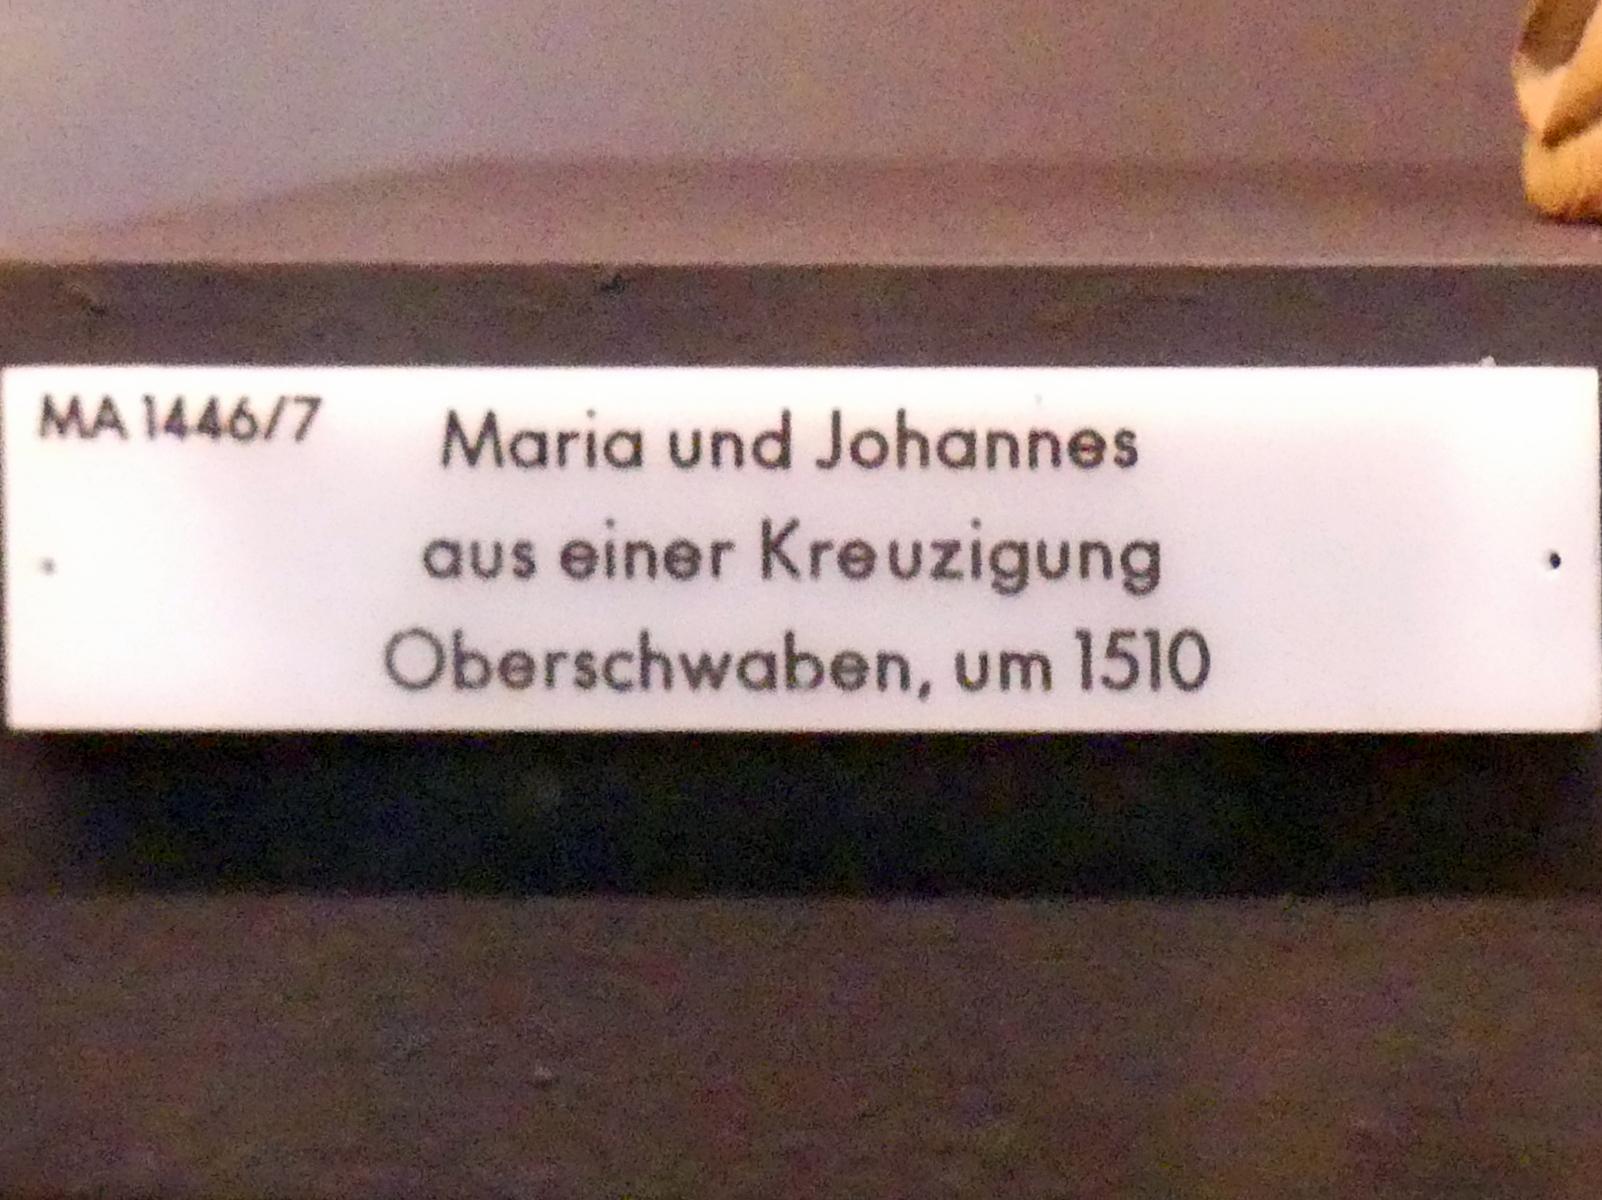 MA 1446/7
Maria und Johannes
aus einer Kreuzigung
Oberschwaben, um 1510